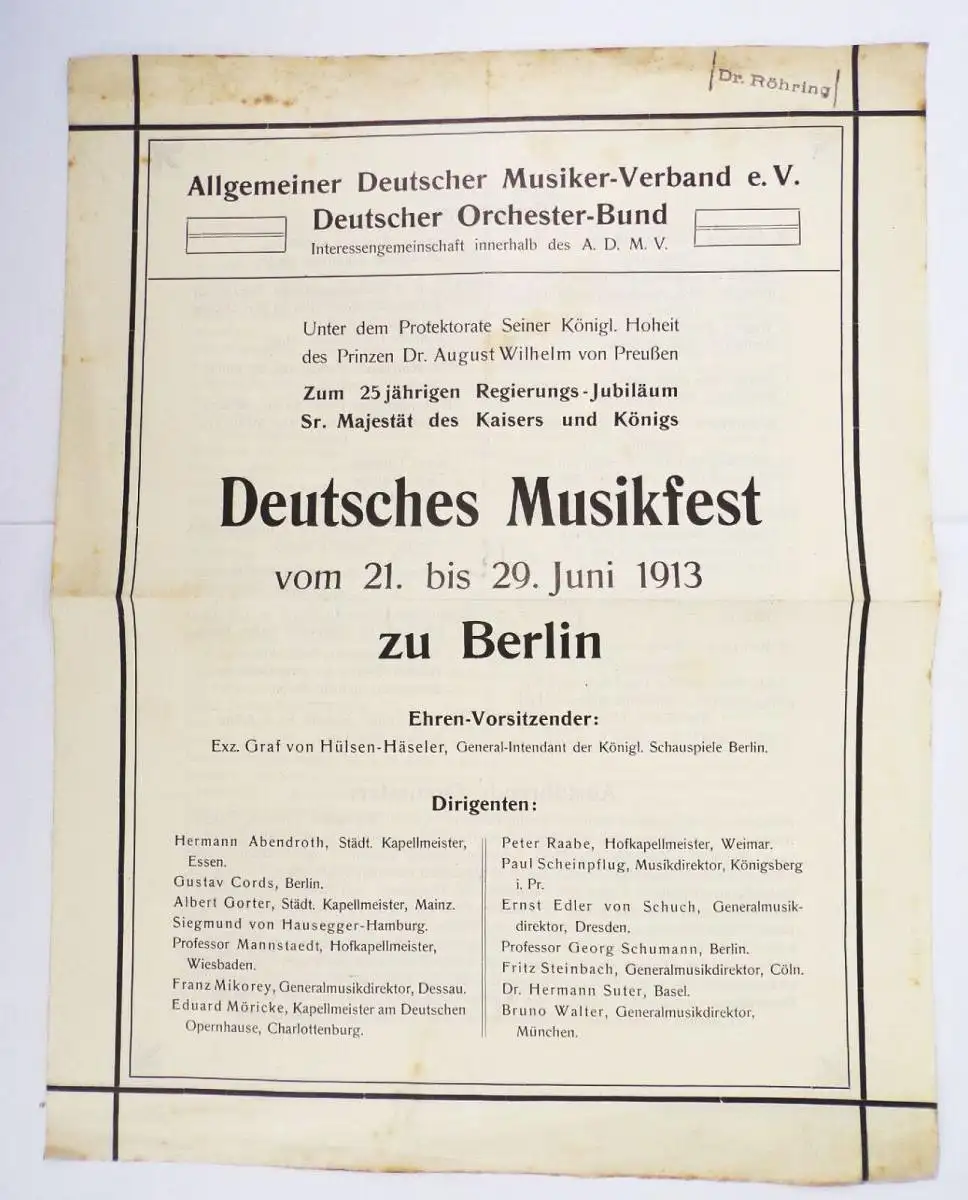 Dr. Röhring
Allgemeiner Deutscher Musiker-Verband e. V.
Deutscher Orchester-Bund
Interessengemeinschaft innerhalb des A. D. M. V.
Unter dem Protektorate Seiner Königl. Hoheit
des Prinzen Dr. August Wilhelm von Preußen
Zum 25 jährigen Regierungs-Jubiläum
Sr. Majestät des Kaisers und Königs
Deutsches Musikfest
vom 21. bis 29. Juni 1913
zu Berlin
Ehren-Vorsitzender:
Exz. Graf von Hülsen-Häseler, General-Intendant der Königl. Schauspiele Berlin.
Dirigenten:
Hermann Abendroth, Städt. Kapellmeister,
Essen.
Gustav Cords, Berlin.
Albert Gorter, Städt. Kapellmeister, Mainz.
Siegmund von Hausegger-Hamburg.
Professor Mannstaedt, Hofkapellmeister,
Wiesbaden.
Franz Mikorey, Generalmusikdirektor, Dessau.
Eduard Möricke, Kapellmeister am Deutschen
Opernhause, Charlottenburg.
Peter Raabe, Hofkapellmeister, Weimar.
Paul Scheinpflug, Musikdirektor, Königsberg
i. Pr.
Ernst Edler von Schuch, Generalmusik-
direktor, Dresden.
Professor Georg Schumann, Berlin.
Fritz Steinbach, Generalmusikdirektor, Cöln.
Dr. Hermann Suter, Basel.
Bruno Walter, Generalmusikdirektor,
München.